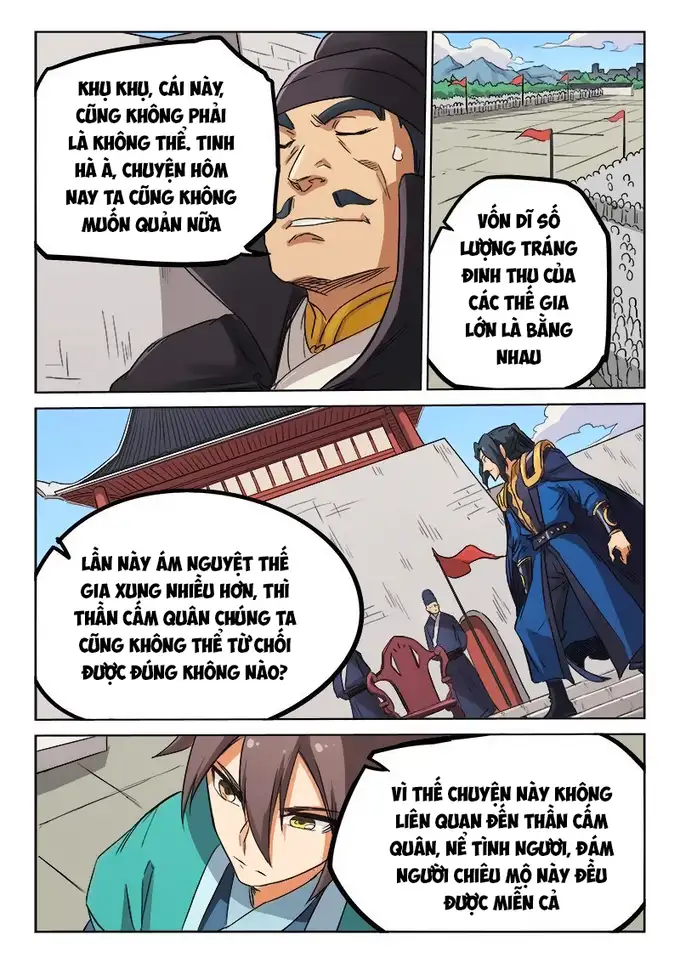 KHỤ KHỤ, CÁI NÀY,
CŨNG KHÔNG PHẢI
LÀ KHÔNG THỂ. TINH
HÀ À, CHUYỆN HÔM
NAY TA CŨNG KHÔNG
MUỐN QUẢN NỮA
VỐN DĨ SỐ
LƯỢNG TRÁNG
ĐINH THU CỦA
CÁC THẾ GIA
LỚN LÀ BẰNG
NHAU
LẦN NÀY ÁM NGUYỆT THẾ
GIA XUNG NHIỀU HƠN, THÌ
THẦN CẤM QUÂN CHÚNG TA
CŨNG KHÔNG THỂ TỪ CHỐI
ĐƯỢC ĐÚNG KHÔNG NÀO?
VÌ THẾ CHUYỆN NÀY KHÔNG
LIÊN QUAN ĐẾN THẦN CẤM
QUÂN, NỂ TÌNH NGƯƠI, ĐÁM
NGƯỜI CHIÊU MỘ NÀY ĐỀU
ĐƯỢC MIỄN CẢ